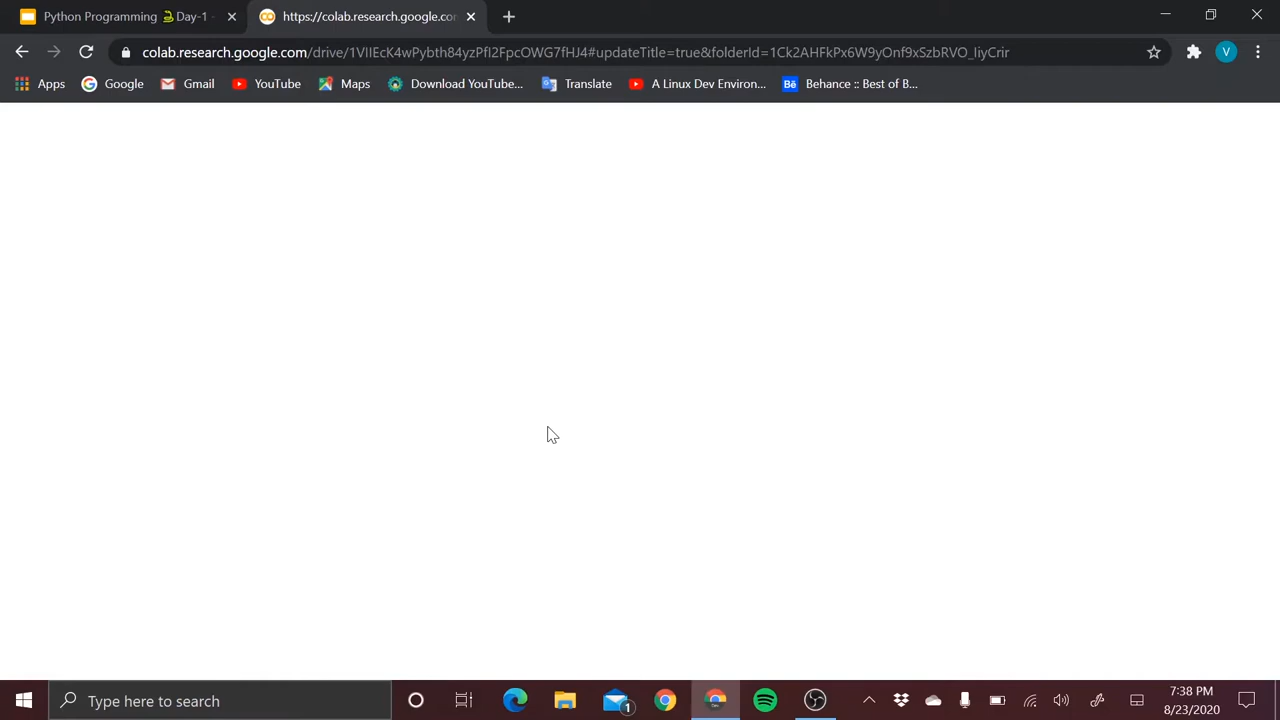 Python Programming 🐍Day-1 -
https://colab.research.google.com
colab.research.google.com/drive/1VIIEcK4wPybth84yzPfI2FpcOWG7fHJ4#updateTitle=true&folderId=1Ck2AHFkPx6W9yOnf9xSzbRVO_IiyCrir
V
Apps
Google
Gmail
YouTube
Maps
Download YouTube...
Translate
A Linux Dev Environ...
Bē
Behance :: Best of B...
Type here to search
1
7:38 PM
8/23/2020